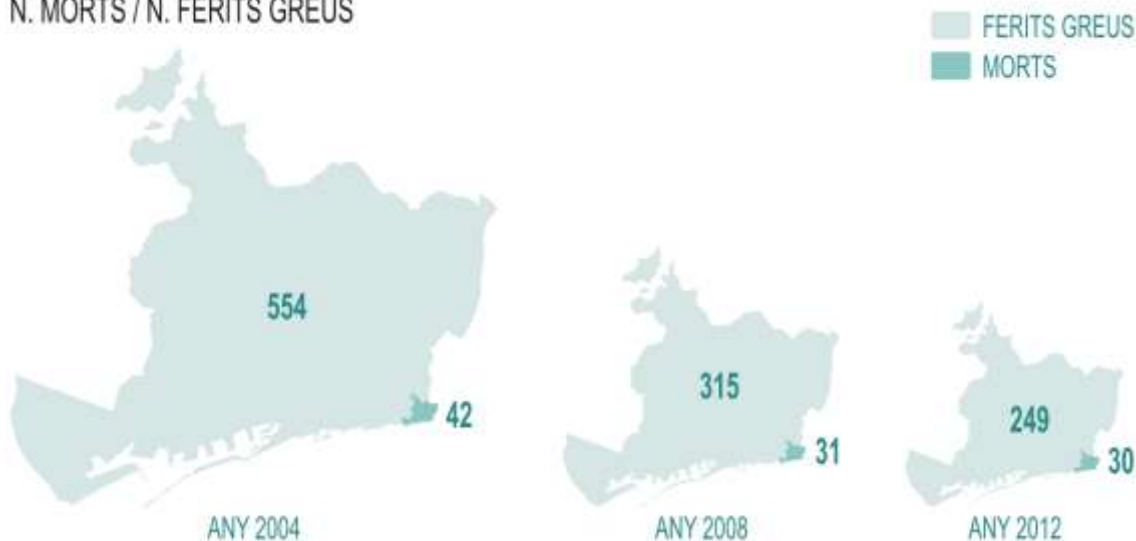 N. MORTS / N. FERITS GREUS
FERITS GREUS
MORTS
554
42
315
31
249
30
ANY 2004
ANY 2008
ANY 2012